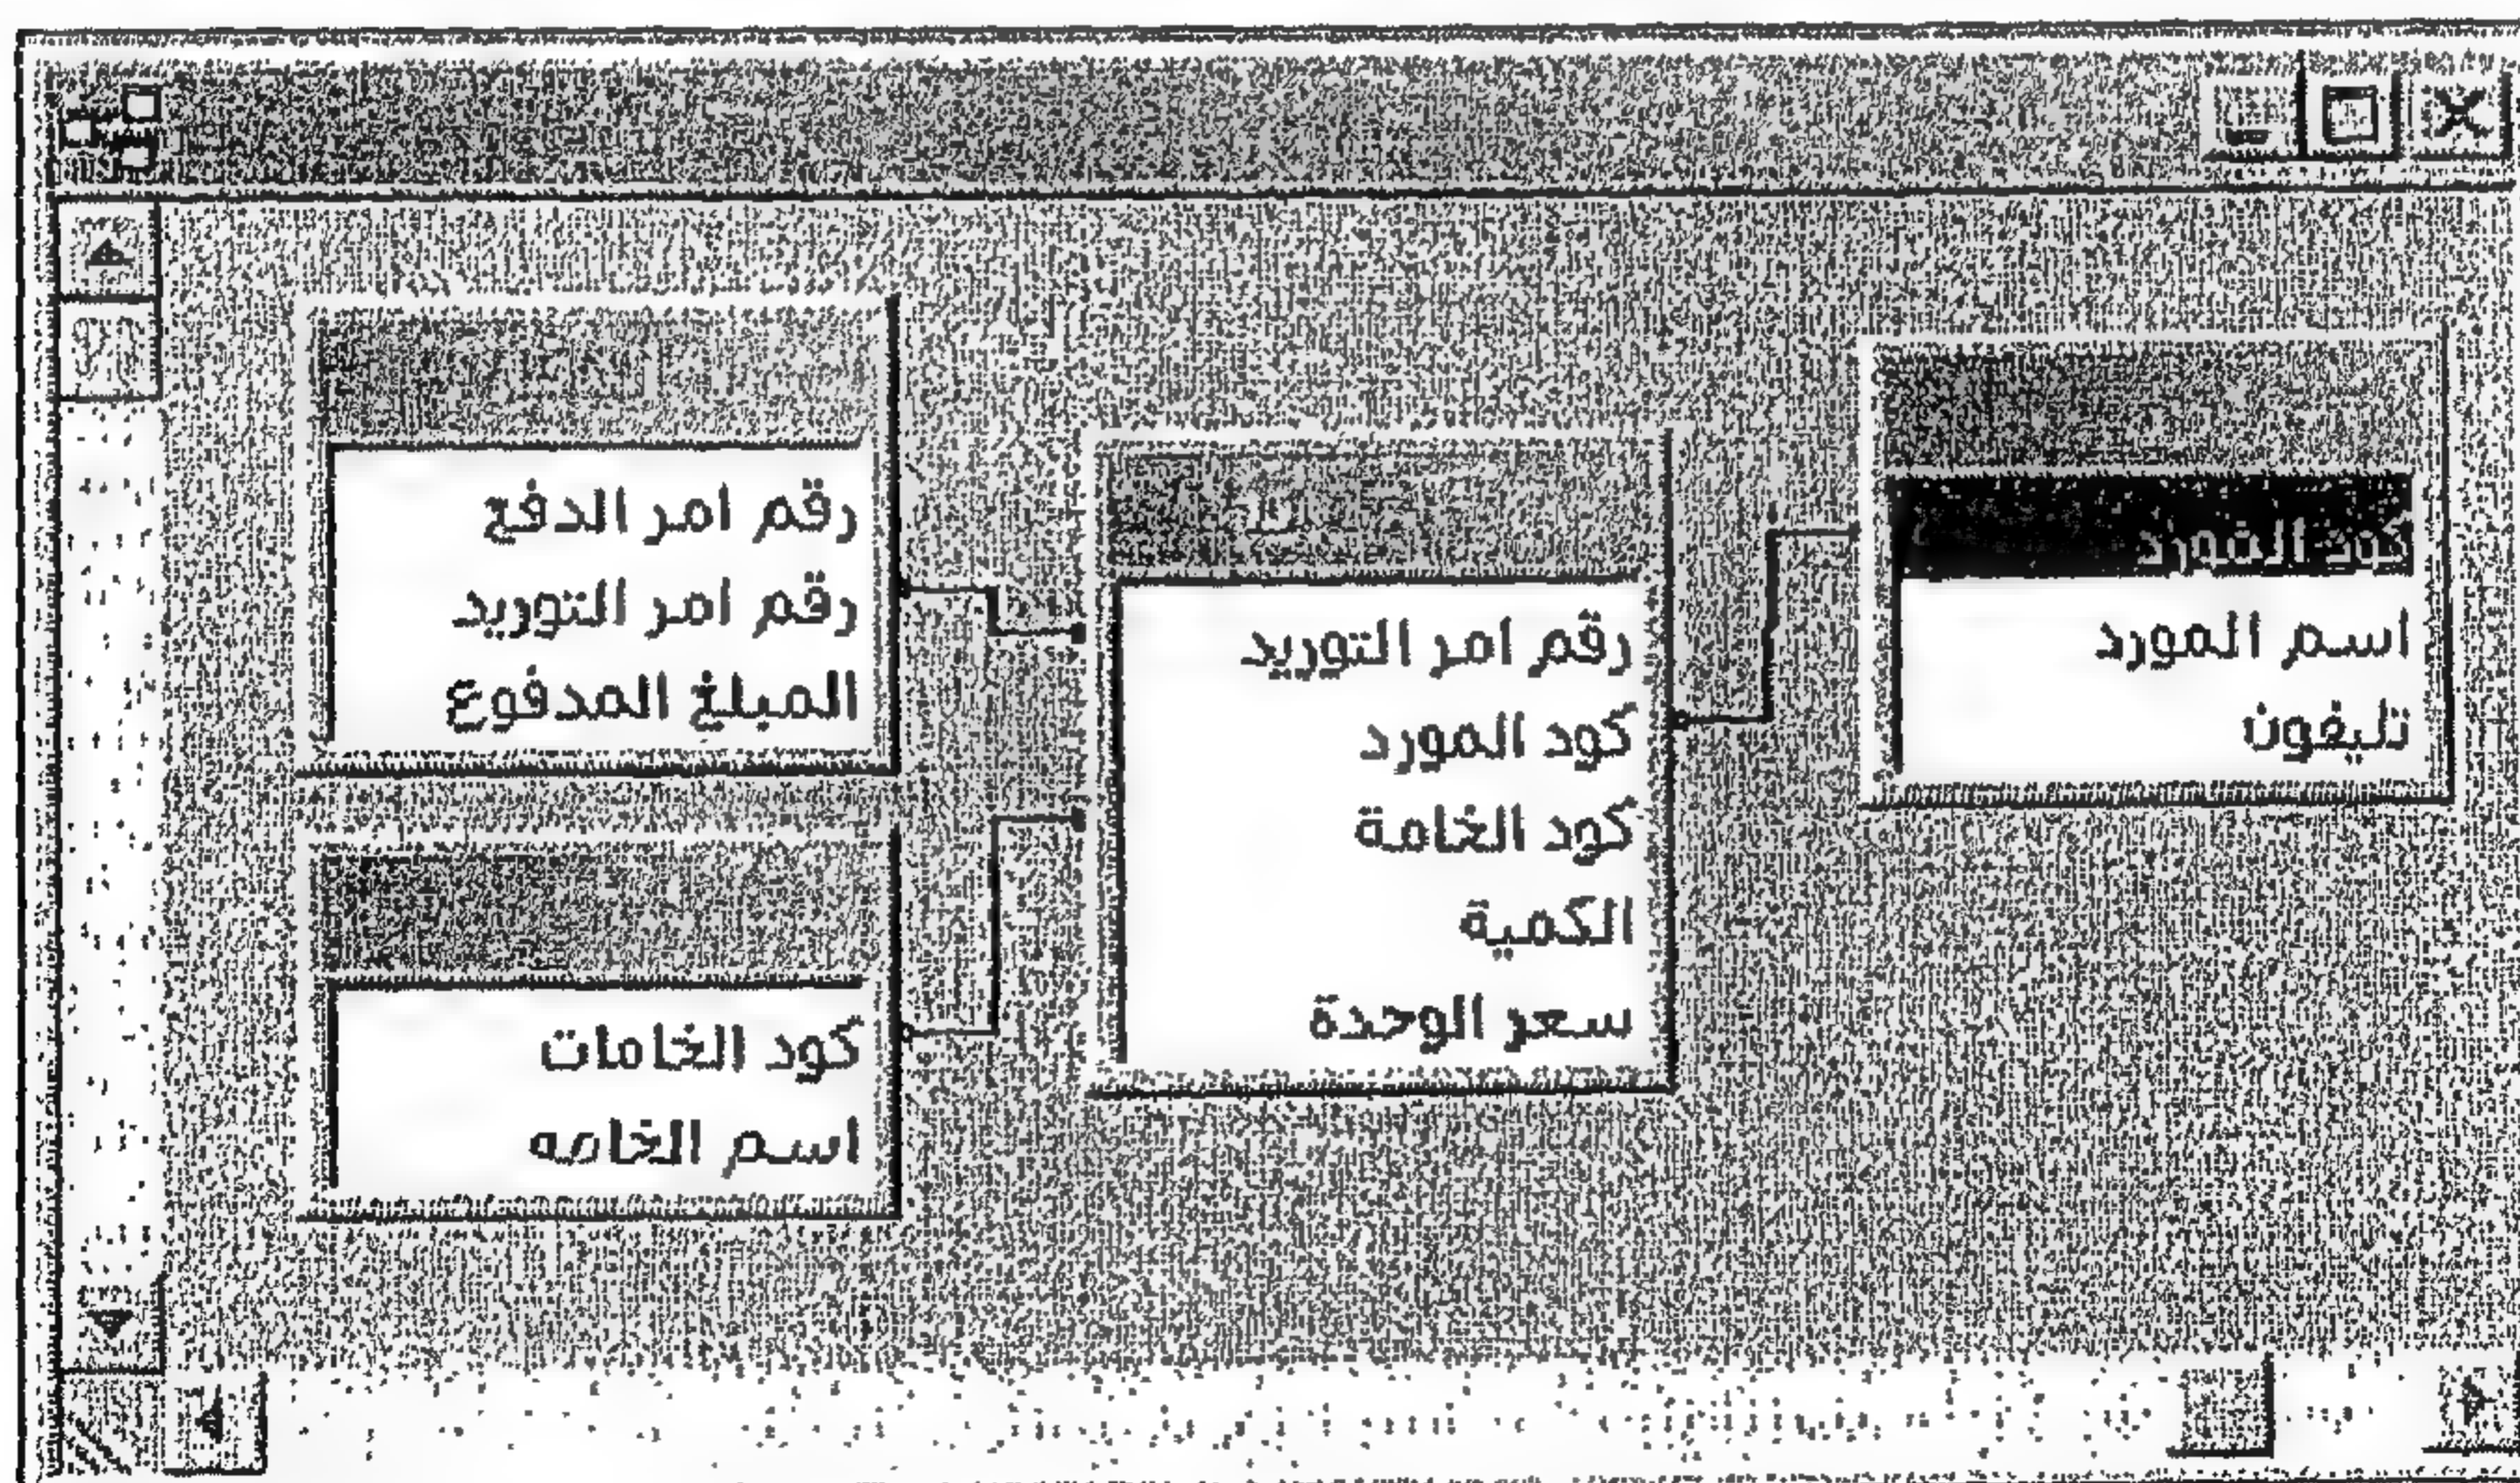 كود المورد
اسم المورد
تليفون
رقم امر التوريد
كود المورد
كود الخامة
الكمية
سعر الوحدة
رقم امر الدفع
رقم امر التوريد
المبلغ المدفوع
كود الخامات
اسم الخامه